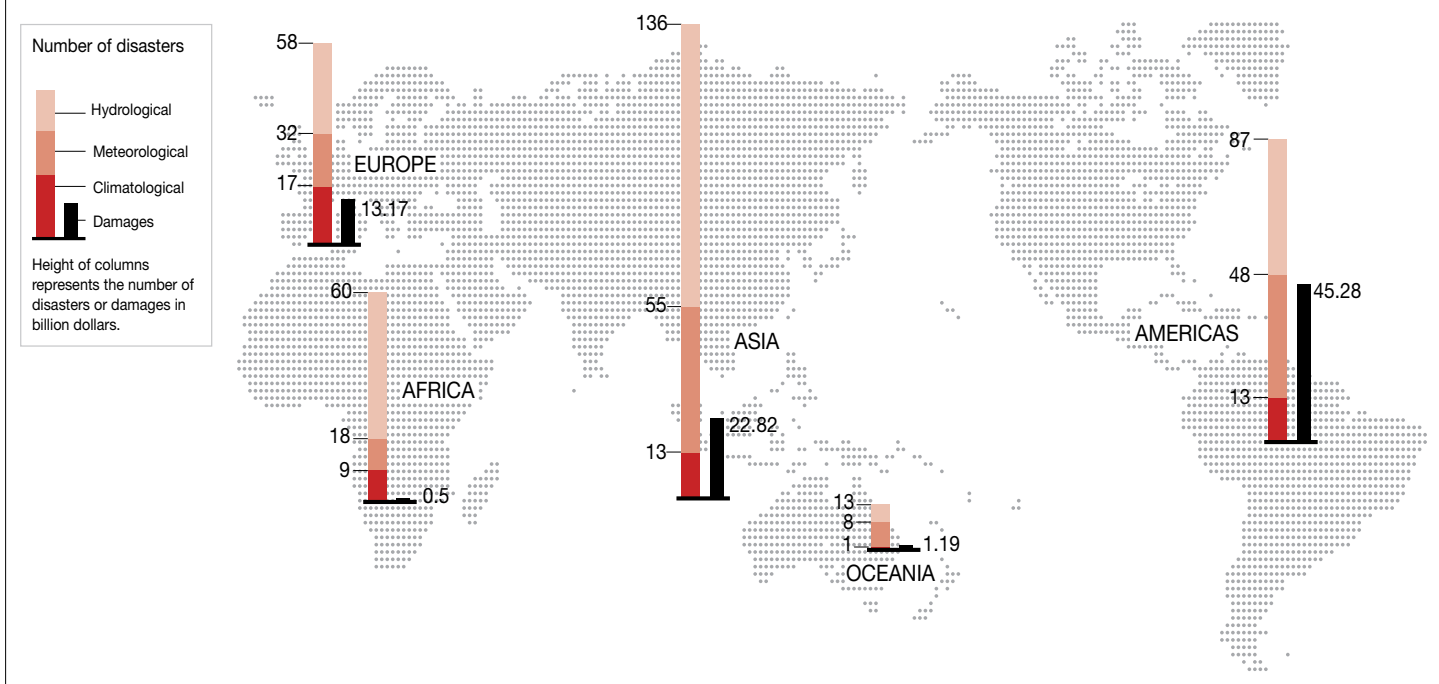 Number of disasters
Hydrological
Meteorological
Climatological
Damages
Height of columns
represents the number of
disasters or damages in
billion dollars.
58
32
17
EUROPE
13.17
60
18
9
AFRICA
0.5
136
55
13
ASIA
22.82
13
8
1
1.19
OCEANIA
87
48
13
AMERICAS
45.28